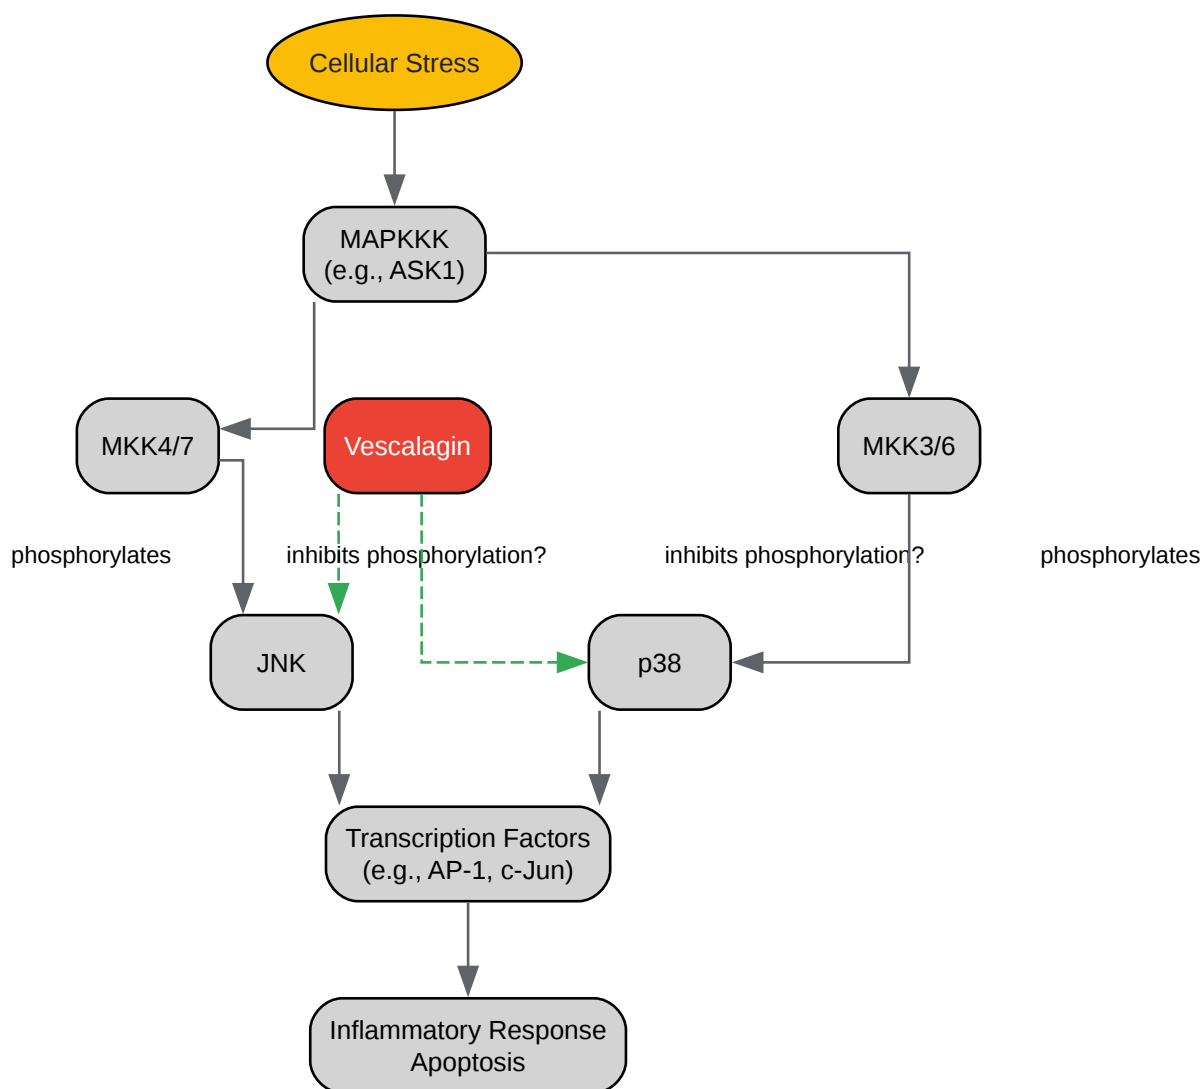 Cellular Stress
MAPKKK
(e.g., ASK1)
MKK4/7
Vescalagin
MKK3/6
phosphorylates
inhibits phosphorylation?
inhibits phosphorylation?
phosphorylates
JNK
p38
Transcription Factors
(e.g., AP-1, c-Jun)
Inflammatory Response
Apoptosis